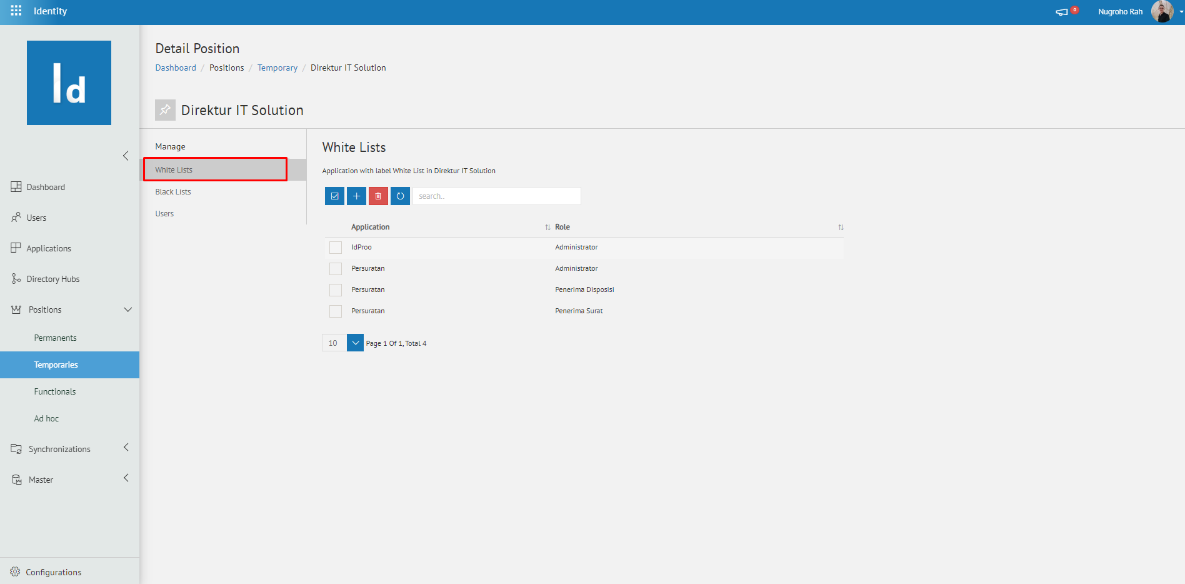 Identity
8
Nugroho Rah
Id
Dashboard
Users
Applications
Directory Hubs
Positions
Permanents
Temporaries
Functionals
Ad hoc
Synchronizations
Master
Configurations
Detail Position
Dashboard / Positions / Temporary / Direktur IT Solution
Direktur IT Solution
Manage
White Lists
Black Lists
Users
White Lists
Application with label White List in Direktur IT Solution
search..
Application Role
IdProo Administrator
Persuratan Administrator
Persuratan Penerima Disposisi
Persuratan Penerima Surat
10 Page 1 Of 1, Total 4